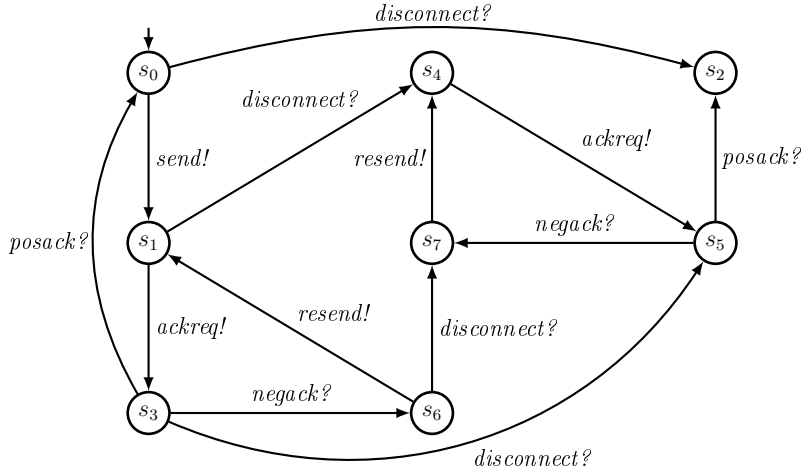 disconnect?
s0
s4
s2
disconnect?
send!
resend!
ackreq!
posack?
posack?
s1
s7
s5
negack?
ackreq!
resend!
disconnect?
negack?
s3
s6
disconnect?